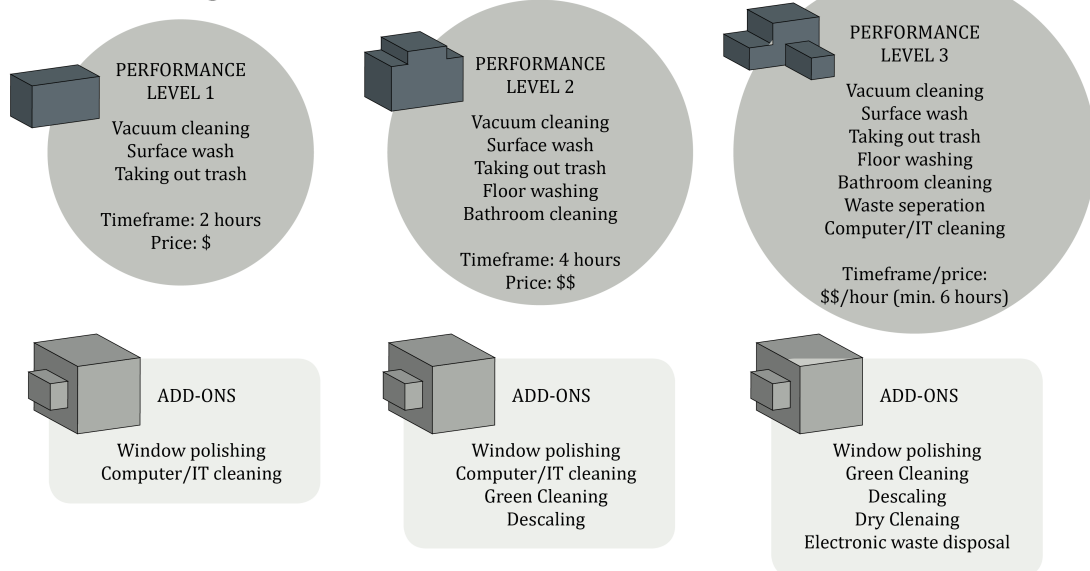 PERFORMANCE
LEVEL 1
Vacuum cleaning
Surface wash
Taking out trash
Timeframe: 2 hours
Price: $
PERFORMANCE
LEVEL 2
Vacuum cleaning
Surface wash
Taking out trash
Floor washing
Bathroom cleaning
Timeframe: 4 hours
Price: $$
PERFORMANCE
LEVEL 3
Vacuum cleaning
Surface wash
Taking out trash
Floor washing
Bathroom cleaning
Waste seperation
Computer/IT cleaning
Timeframe/price:
$$/hour (min. 6 hours)
ADD-ONS
Window polishing
Computer/IT cleaning
ADD-ONS
Window polishing
Computer/IT cleaning
Green Cleaning
Descaling
ADD-ONS
Window polishing
Green Cleaning
Descaling
Dry Clenaing
Electronic waste disposal